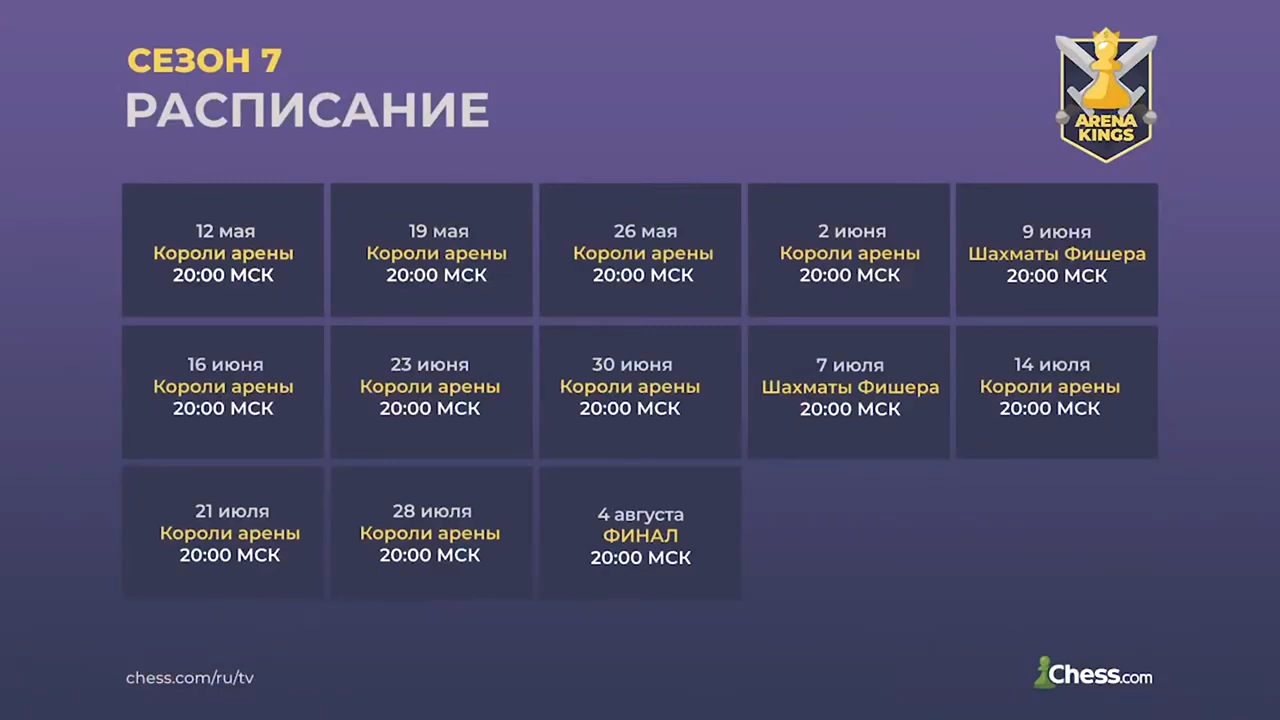 СЕЗОН 7
РАСПИСАНИЕ
ARENA
KINGS
12 мая
Короли арены
20:00 МСК
19 мая
Короли арены
20:00 МСК
26 мая
Короли арены
20:00 МСК
2 июня
Короли арены
20:00 МСК
9 июня
Шахматы Фишера
20:00 МСК
16 июня
Короли арены
20:00 МСК
23 июня
Короли арены
20:00 МСК
30 июня
Короли арены
20:00 МСК
7 июля
Шахматы Фишера
20:00 МСК
14 июля
Короли арены
20:00 МСК
21 июля
Короли арены
20:00 МСК
28 июля
Короли арены
20:00 МСК
4 августа
ФИНАЛ
20:00 МСК
chess.com/ru/tv
Chess.com